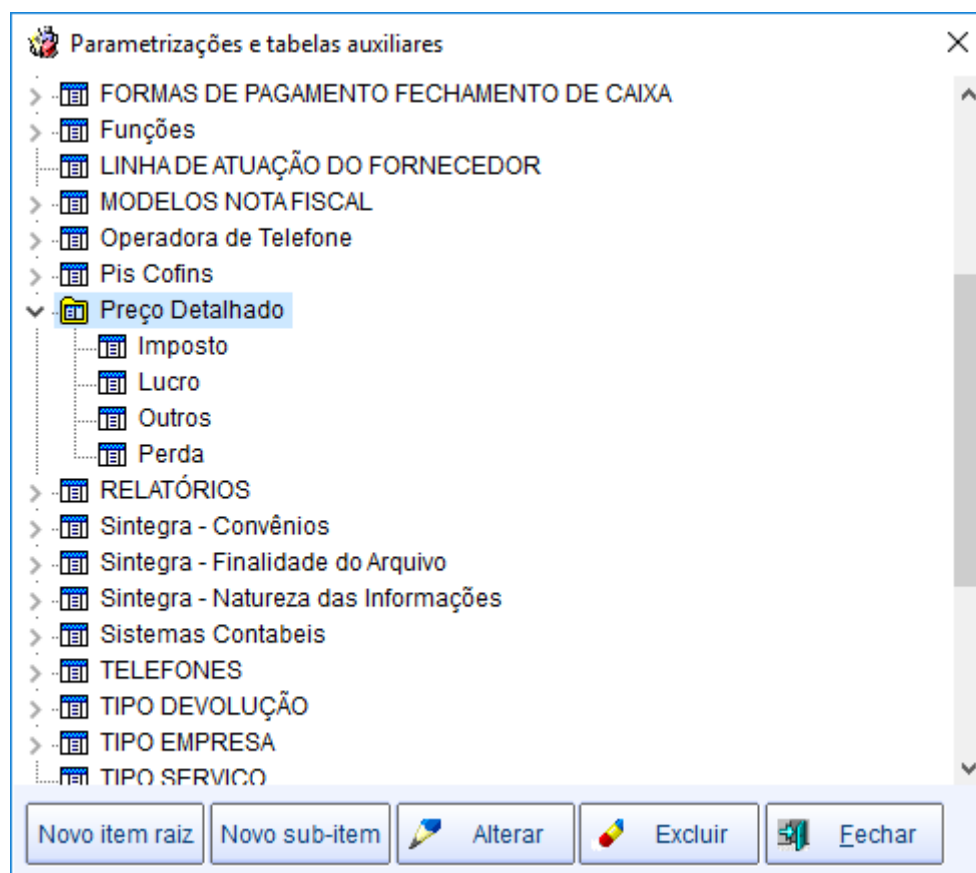 Parametrizações e tabelas auxiliares
FORMAS DE PAGAMENTO FECHAMENTO DE CAIXA
Funções
LINHA DE ATUAÇÃO DO FORNECEDOR
MODELOS NOTA FISCAL
Operadora de Telefone
Pis Cofins
Preço Detalhado
Imposto
Lucro
Outros
Perda
RELATÓRIOS
Sintegra - Convênios
Sintegra - Finalidade do Arquivo
Sintegra - Natureza das Informações
Sistemas Contabeis
TELEFONES
TIPO DEVOLUÇÃO
TIPO EMPRESA
TIPO SERVICO
Novo item raiz Novo sub-item Alterar Excluir Fechar